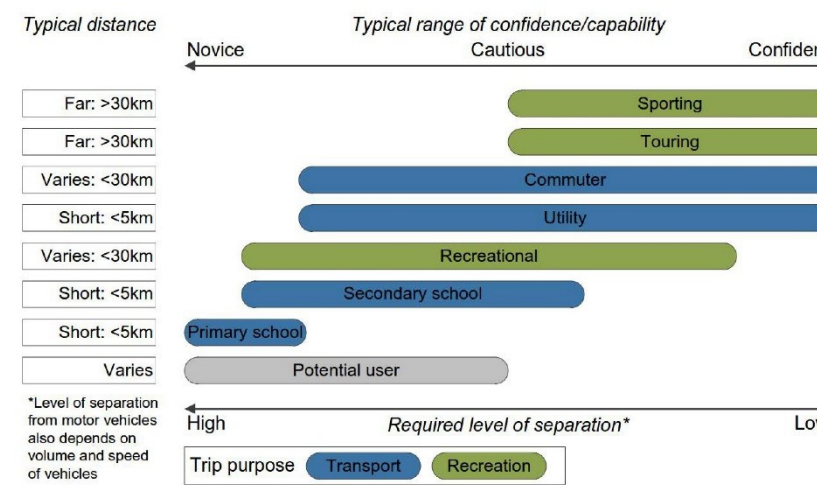 Typical distance Typical range of confidence/capability
Novice Cautious Confiden
Far: >30km Sporting
Far: >30km Touring
Varies: <30km Commuter
Short: <5km Utility
Varies: <30km Recreational
Short: <5km Secondary school
Short: <5km Primary school
Varies Potential user
*Level of separation
from motor vehicles
also depends on
volume and speed
of vehicles
High Required level of separation* Lo
Trip purpose Transport Recreation